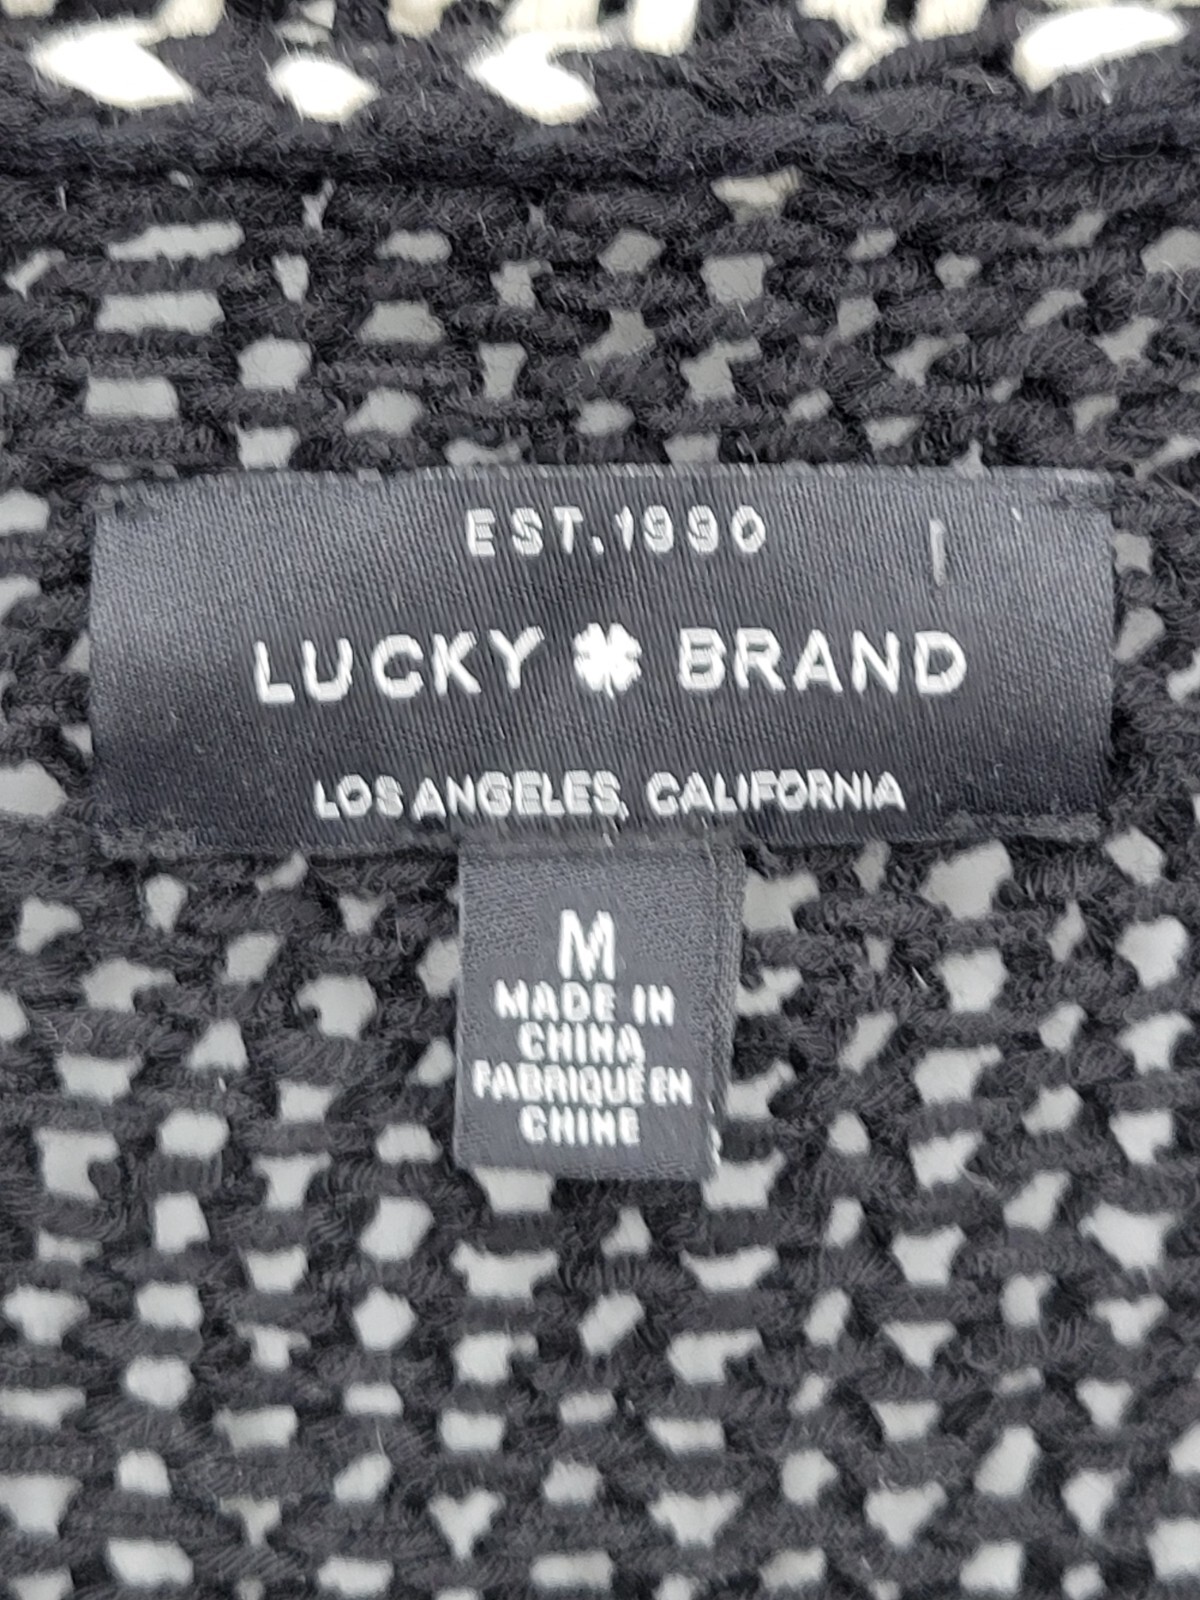 EST.1990
LUCKY BRAND
LOS ANGELES, CALIFORNIA
M
MADE IN
CHINA
FABRIQUÉ EN
CHINE